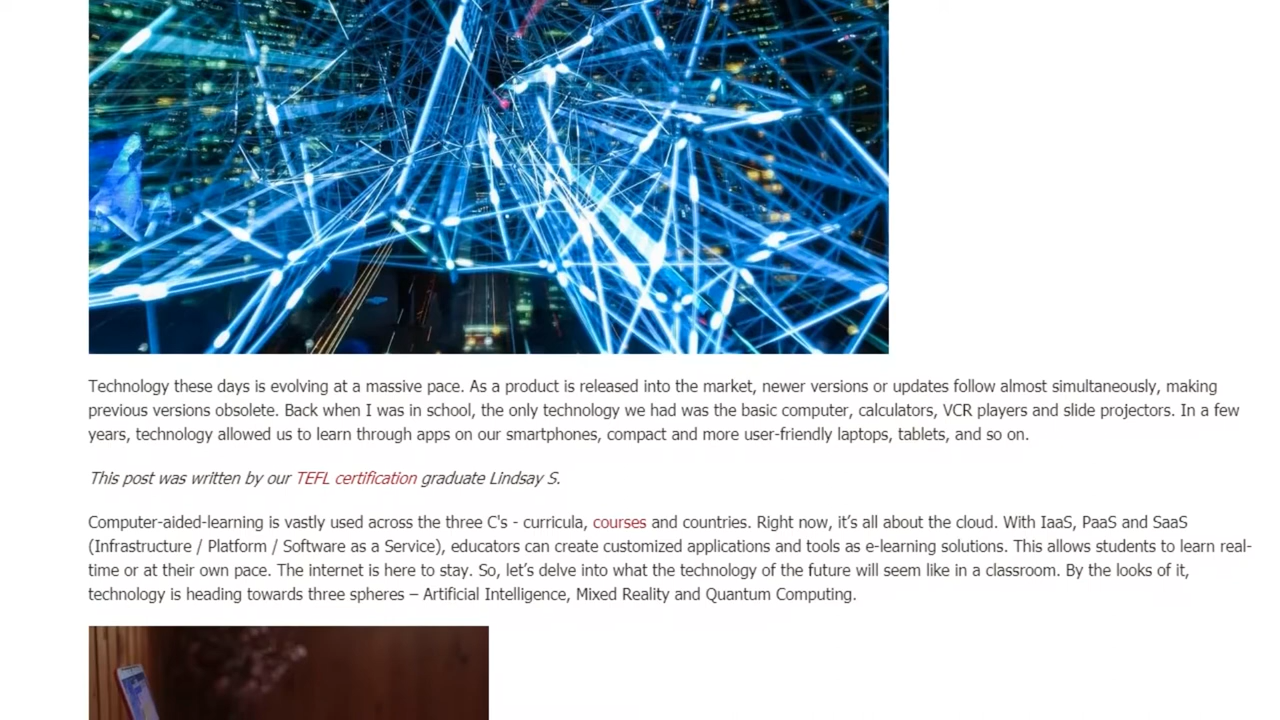 Technology these days is evolving at a massive pace. As a product is released into the market, newer versions or updates follow almost simultaneously, making
previous versions obsolete. Back when I was in school, the only technology we had was the basic computer, calculators, VCR players and slide projectors. In a few
years, technology allowed us to learn through apps on our smartphones, compact and more user-friendly laptops, tablets, and so on.
This post was written by our TEFL certification graduate Lindsay S.
Computer-aided-learning is vastly used across the three C's - curricula, courses and countries. Right now, it’s all about the cloud. With IaaS, PaaS and SaaS
(Infrastructure / Platform / Software as a Service), educators can create customized applications and tools as e-learning solutions. This allows students to learn real-
time or at their own pace. The internet is here to stay. So, let’s delve into what the technology of the future will seem like in a classroom. By the looks of it,
technology is heading towards three spheres – Artificial Intelligence, Mixed Reality and Quantum Computing.